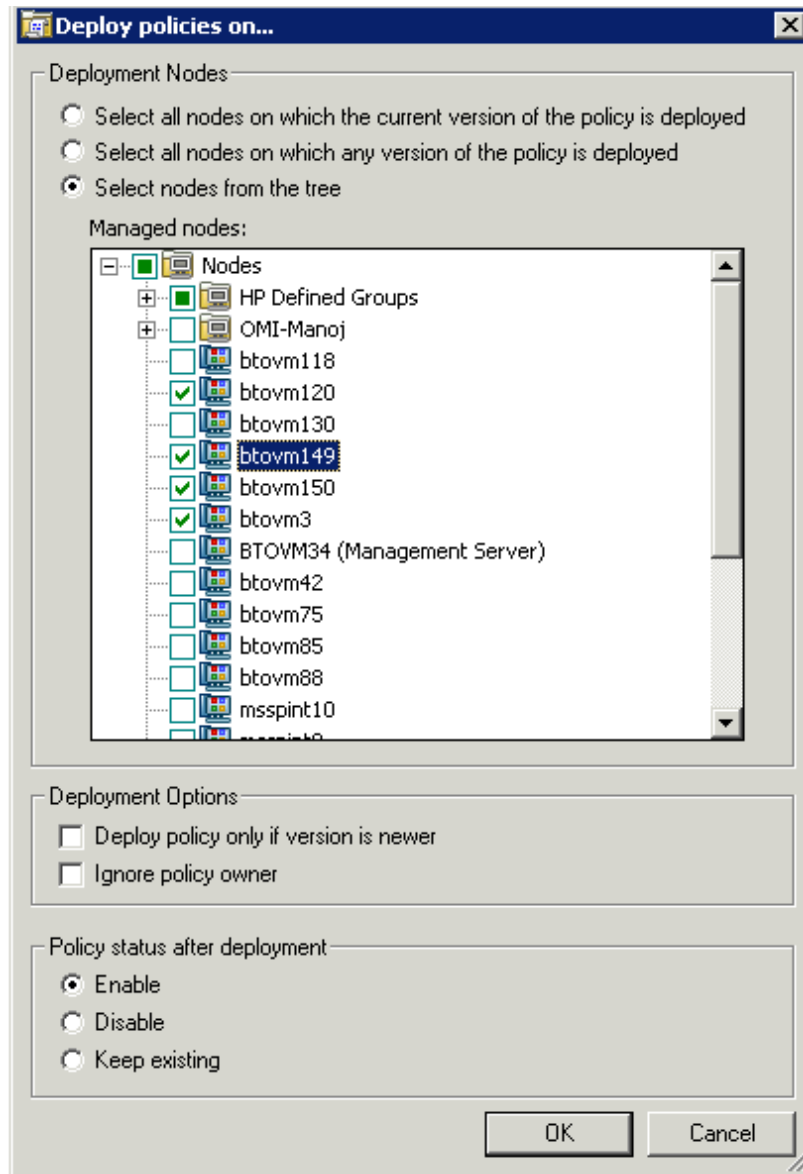 Deploy policies on...
Deployment Nodes
Select all nodes on which the current version of the policy is deployed
Select all nodes on which any version of the policy is deployed
Select nodes from the tree
Managed nodes:
Nodes
HP Defined Groups
OMI-Manoj
btovm118
btovm120
btovm130
btovm149
btovm150
btovm3
BTOVM34 (Management Server)
btovm42
btovm75
btovm85
btovm88
msspint10
Deployment Options
Deploy policy only if version is newer
Ignore policy owner
Policy status after deployment
Enable
Disable
Keep existing
OK Cancel